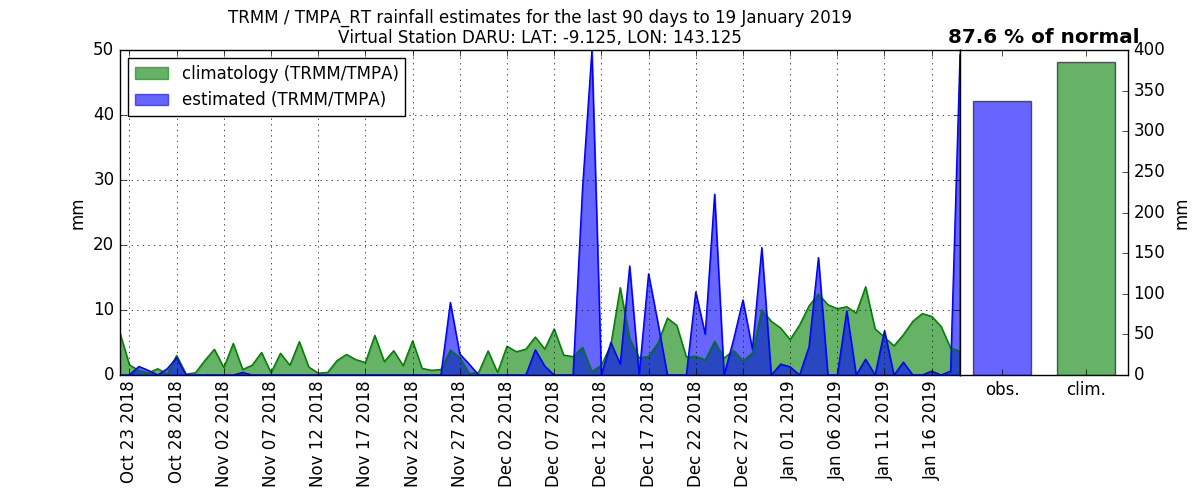 TRMM / TMPA_RT rainfall estimates for the last 90 days to 19 January 2019
Virtual Station DARU: LAT: -9.125, LON: 143.125
87.6 % of normal
climatology (TRMM/TMPA)
estimated (TRMM/TMPA)
50
40
30
20
10
0
mm
400
350
300
250
200
150
100
50
0
mm
obs.
clim.
Oct 23 2018
Oct 28 2018
Nov 02 2018
Nov 07 2018
Nov 12 2018
Nov 17 2018
Nov 22 2018
Nov 27 2018
Dec 02 2018
Dec 07 2018
Dec 12 2018
Dec 17 2018
Dec 22 2018
Dec 27 2018
Jan 01 2019
Jan 06 2019
Jan 11 2019
Jan 16 2019